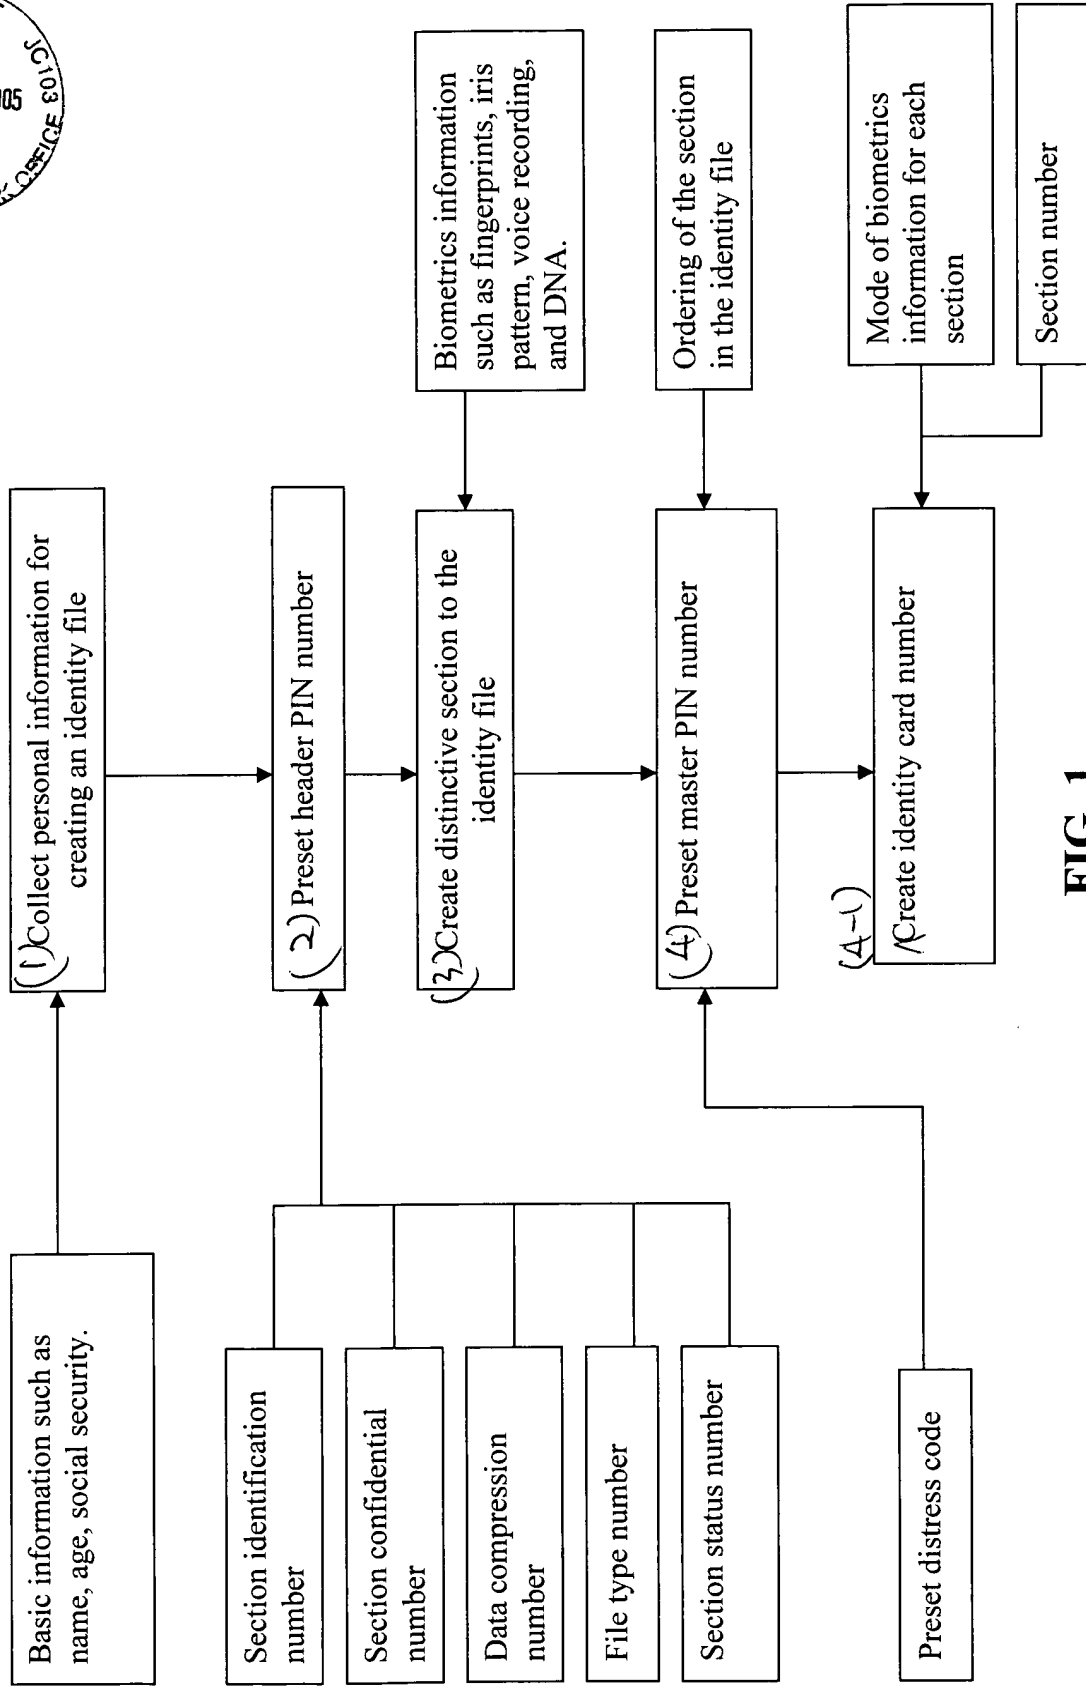 JC103
05
OFFICE
Basic information such as
name, age, social security.
(1) Collect personal information for
creating an identity file
Section identification
number
Section confidential
number
Data compression
number
File type number
Section status number
(2) Preset header PIN number
(3) Create distinctive section to the
identity file
Biometrics information
such as fingerprints, iris
pattern, voice recording,
and DNA.
Preset distress code
(4) Preset master PIN number
Ordering of the section
in the identity file
(4-1)
Create identity card number
Mode of biometrics
information for each
section
Section number
FIG. 1